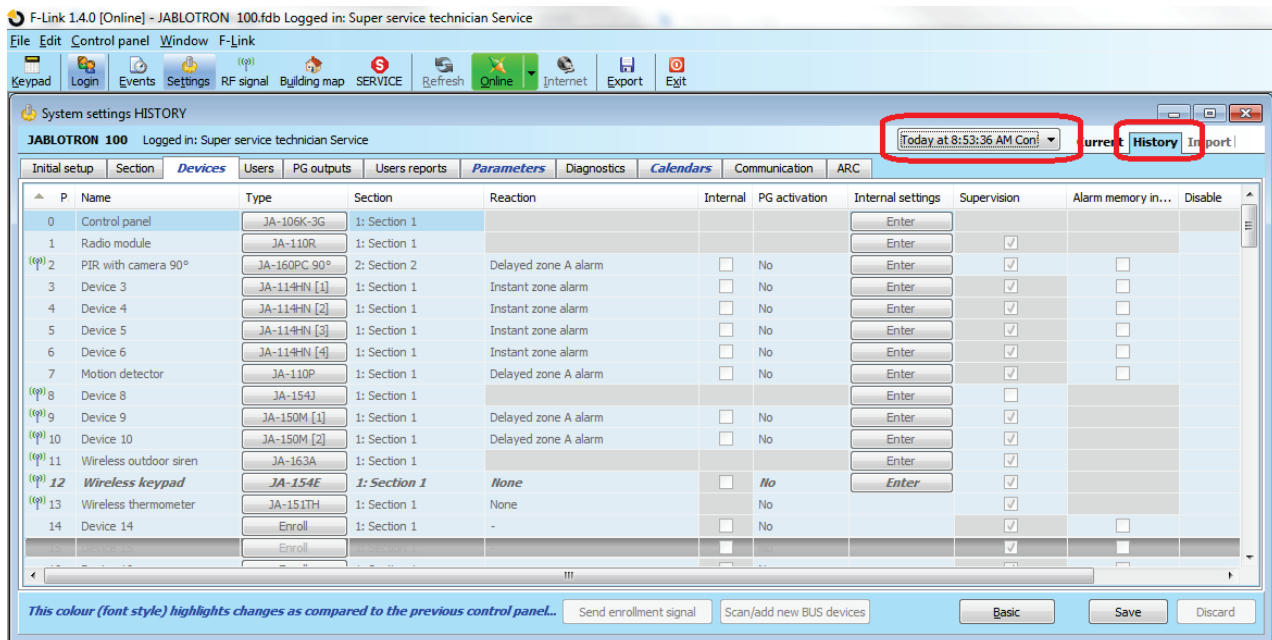 F-Link 1.4.0 [Online] - JABLOTRON 100.fdb Logged in: Super service technician Service
File Edit Control panel Window F-Link
Keypad Login Events Settings RF signal Building map SERVICE Refresh Online Internet Export Exit
System settings HISTORY
JABLOTRON 100 Logged in: Super service technician Service Today at 8:53:36 AM Con Current History Import
Initial setup Section Devices Users PG outputs Users reports Parameters Diagnostics Calendars Communication ARC
P Name Type Section Reaction Internal PG activation Internal settings Supervision Alarm memory in... Disable
0 Control panel JA-106K-3G 1: Section 1 Enter
1 Radio module JA-110R 1: Section 1 Enter
2 PIR with camera 90° JA-160PC 90° 2: Section 2 Delayed zone A alarm No Enter
3 Device 3 JA-114HN [1] 1: Section 1 Instant zone alarm No Enter
4 Device 4 JA-114HN [2] 1: Section 1 Instant zone alarm No Enter
5 Device 5 JA-114HN [3] 1: Section 1 Instant zone alarm No Enter
6 Device 6 JA-114HN [4] 1: Section 1 Instant zone alarm No Enter
7 Motion detector JA-110P 1: Section 1 Delayed zone A alarm No Enter
8 Device 8 JA-154J 1: Section 1 Enter
9 Device 9 JA-150M [1] 1: Section 1 Delayed zone A alarm No Enter
10 Device 10 JA-150M [2] 1: Section 1 Delayed zone A alarm No Enter
11 Wireless outdoor siren JA-163A 1: Section 1 Enter
12 Wireless keypad JA-154E 1: Section 1 None No Enter
13 Wireless thermometer JA-151TH 1: Section 1 None No
14 Device 14 Enroll 1: Section 1 - No
15 Device 15 Enroll 1: Section 1 - No
This colour (font style) highlights changes as compared to the previous control panel... Send enrollment signal Scan/add new BUS devices Basic Save Discard